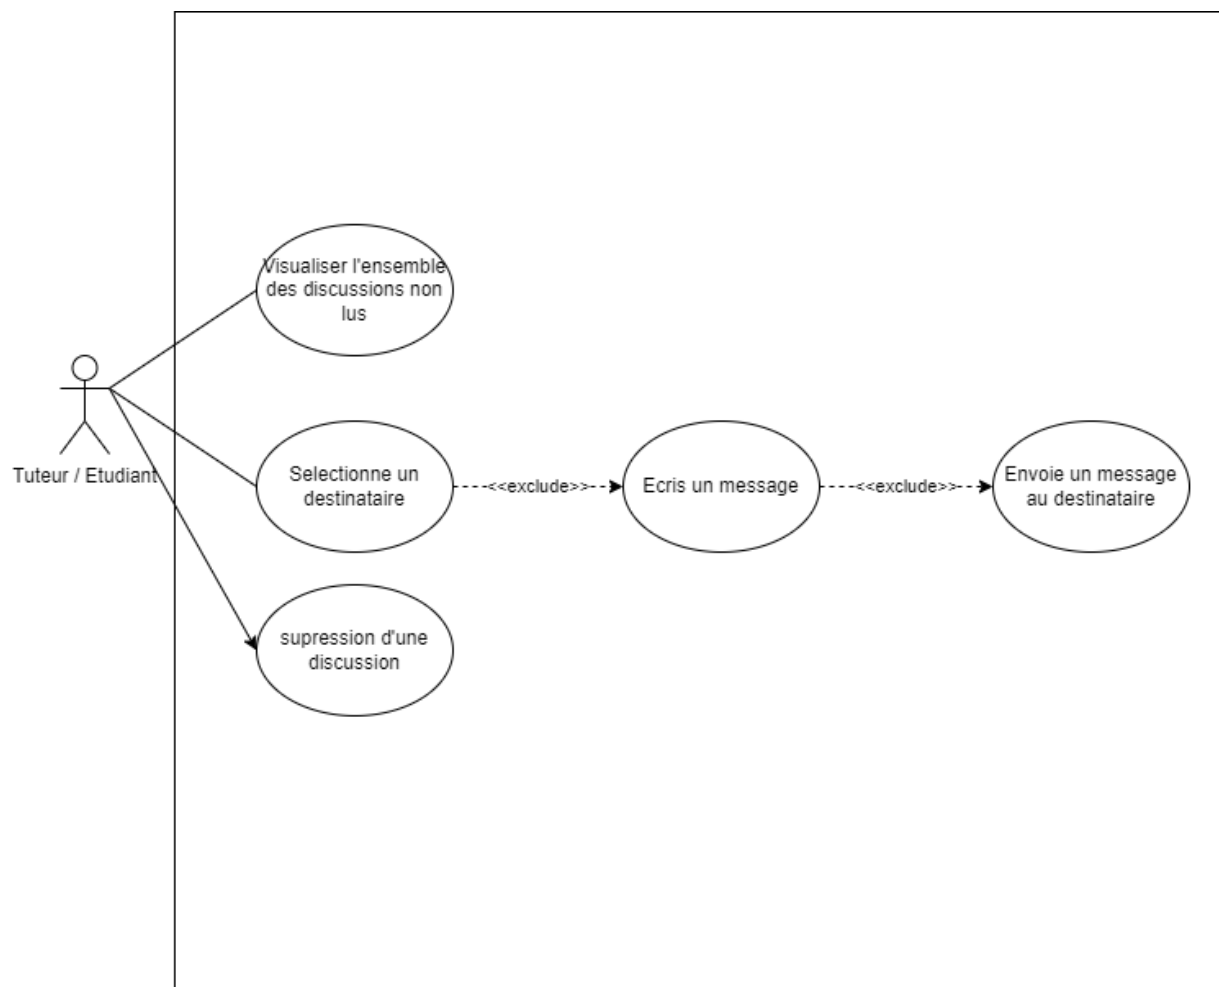 Visualiser l'ensemble
des discussions non
lus
Tuteur / Etudiant
Selectionne un
destinataire
<<exclude>>
Ecris un message
<<exclude>>
Envoie un message
au destinataire
supression d'une
discussion